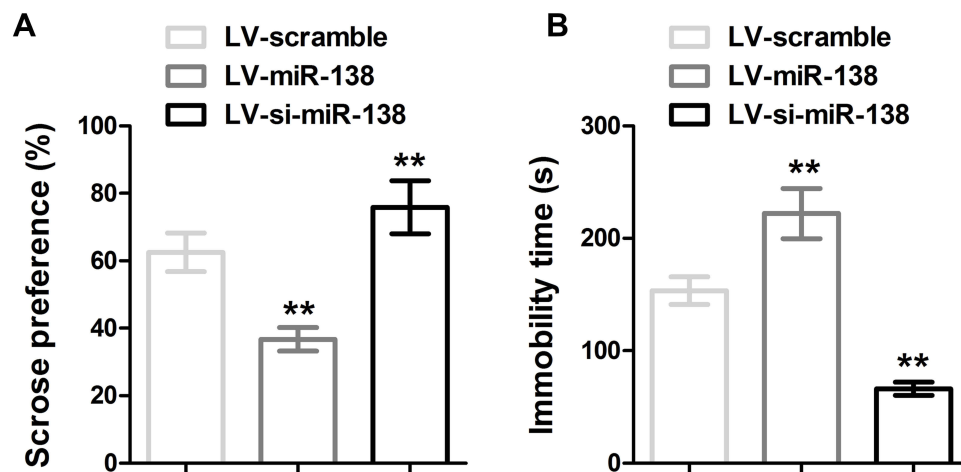 A
LV-scramble
LV-miR-138
LV-si-miR-138
Scrose preference (%)
100
80
60
40
20
0
**
**
B
LV-scramble
LV-miR-138
LV-si-miR-138
Immobility time (s)
300
200
100
0
**
**